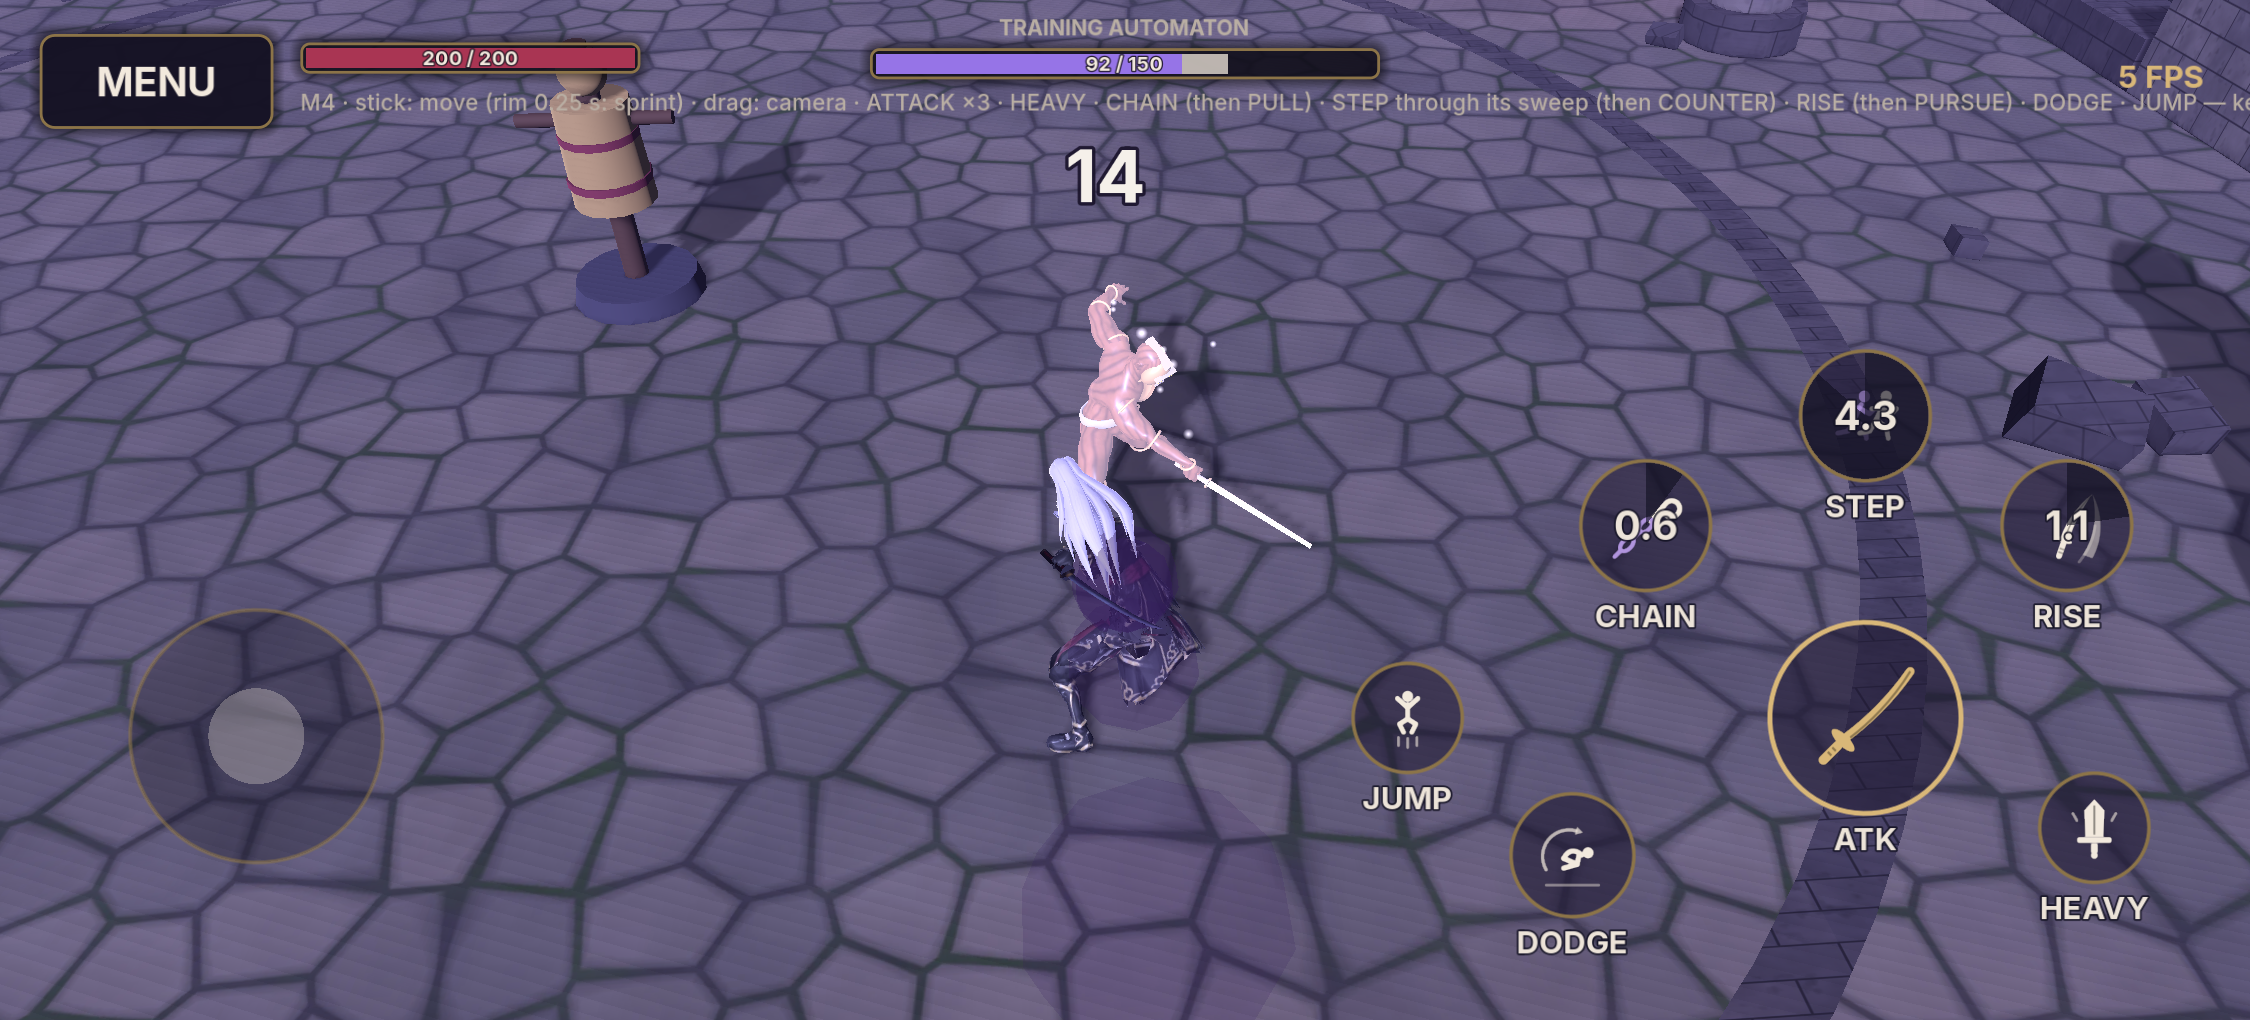 TRAINING AUTOMATON
MENU
200 / 200
92 / 150
5 FPS
M4 · stick: move (rim 0.25 s: sprint) · drag: camera · ATTACK ×3 · HEAVY · CHAIN (then PULL) · STEP through its sweep (then COUNTER) · RISE (then PURSUE) · DODGE · JUMP — ke
14
4.3
STEP
0.6
CHAIN
1.1
RISE
JUMP
ATK
DODGE
HEAVY